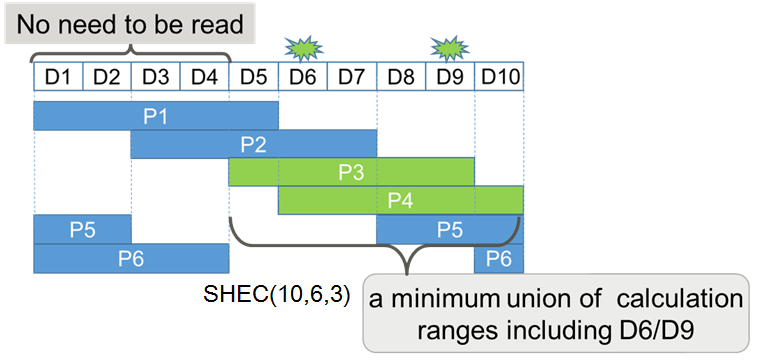 No need to be read
D1 D2 D3 D4 D5 D6 D7 D8 D9 D10
P1
P2
P3
P4
P5 P5
P6 P6
SHEC(10,6,3)
a minimum union of calculation
ranges including D6/D9